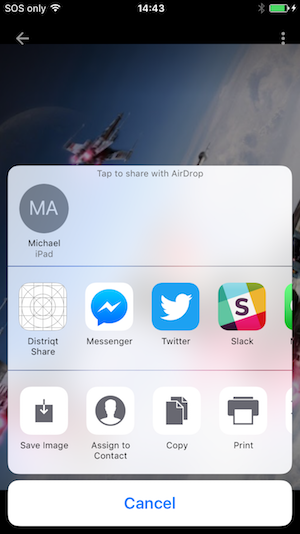 SOS only 14:43
Tap to share with AirDrop
MA
Michael
iPad
Distriqt Messenger Twitter Slack
Share
Save Image Assign to Copy Print
Contact
Cancel